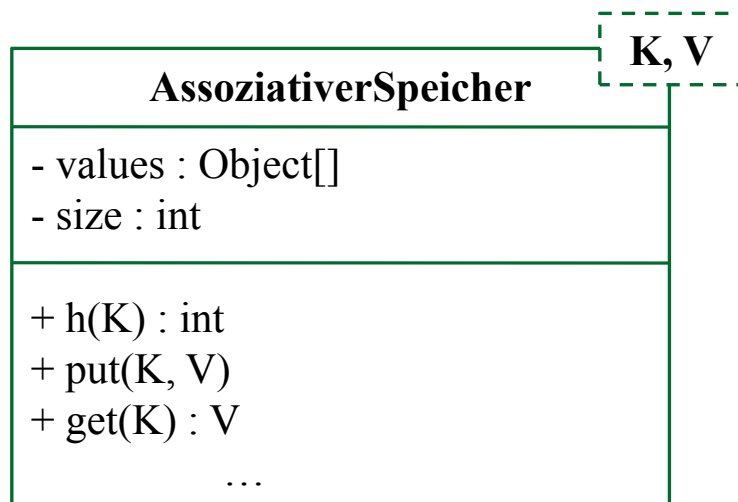 K, V
AssoziativerSpeicher
- values : Object[]
- size : int
+ h(K) : int
+ put(K, V)
+ get(K) : V
…